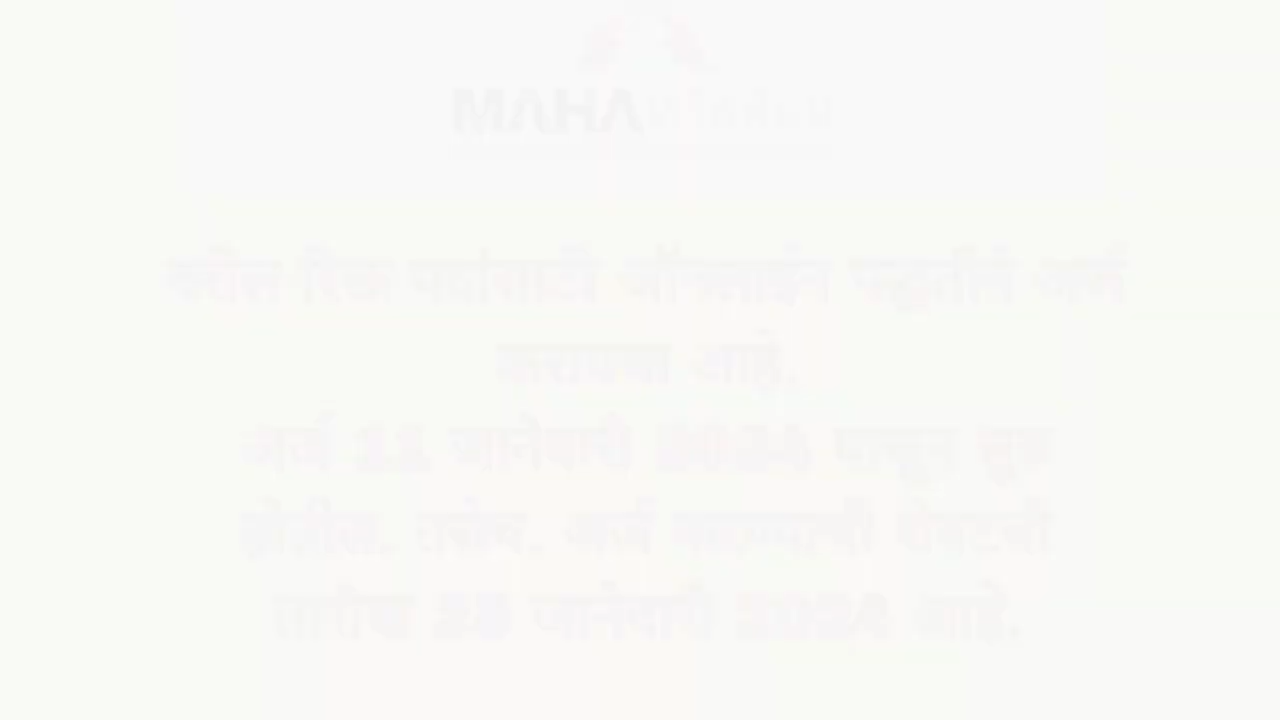 MAHA
वरील रिक्त पदांसाठी ऑनलाईन पद्धतीने अर्ज
करायचा आहे.
अर्ज जानेवारी 2024 पासून सुरु
होतील. तसेच, अर्ज करण्याची शेवटची
तारीख जानेवारी 2024 आहे.